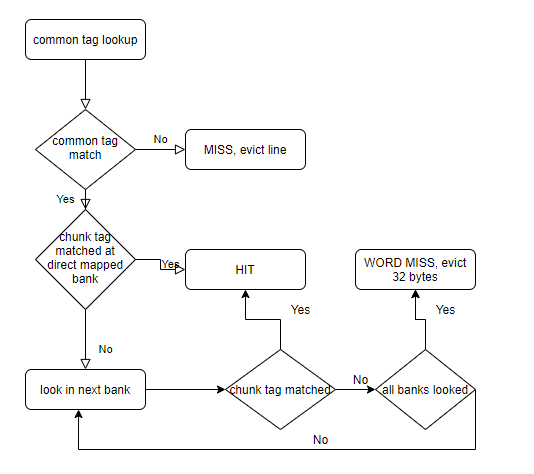 common tag lookup
common tag
match
No
MISS, evict line
Yes
chunk tag
matched at
direct mapped
bank
Yes
HIT
WORD MISS, evict
32 bytes
Yes
Yes
No
look in next bank
chunk tag matched
No
all banks looked
No